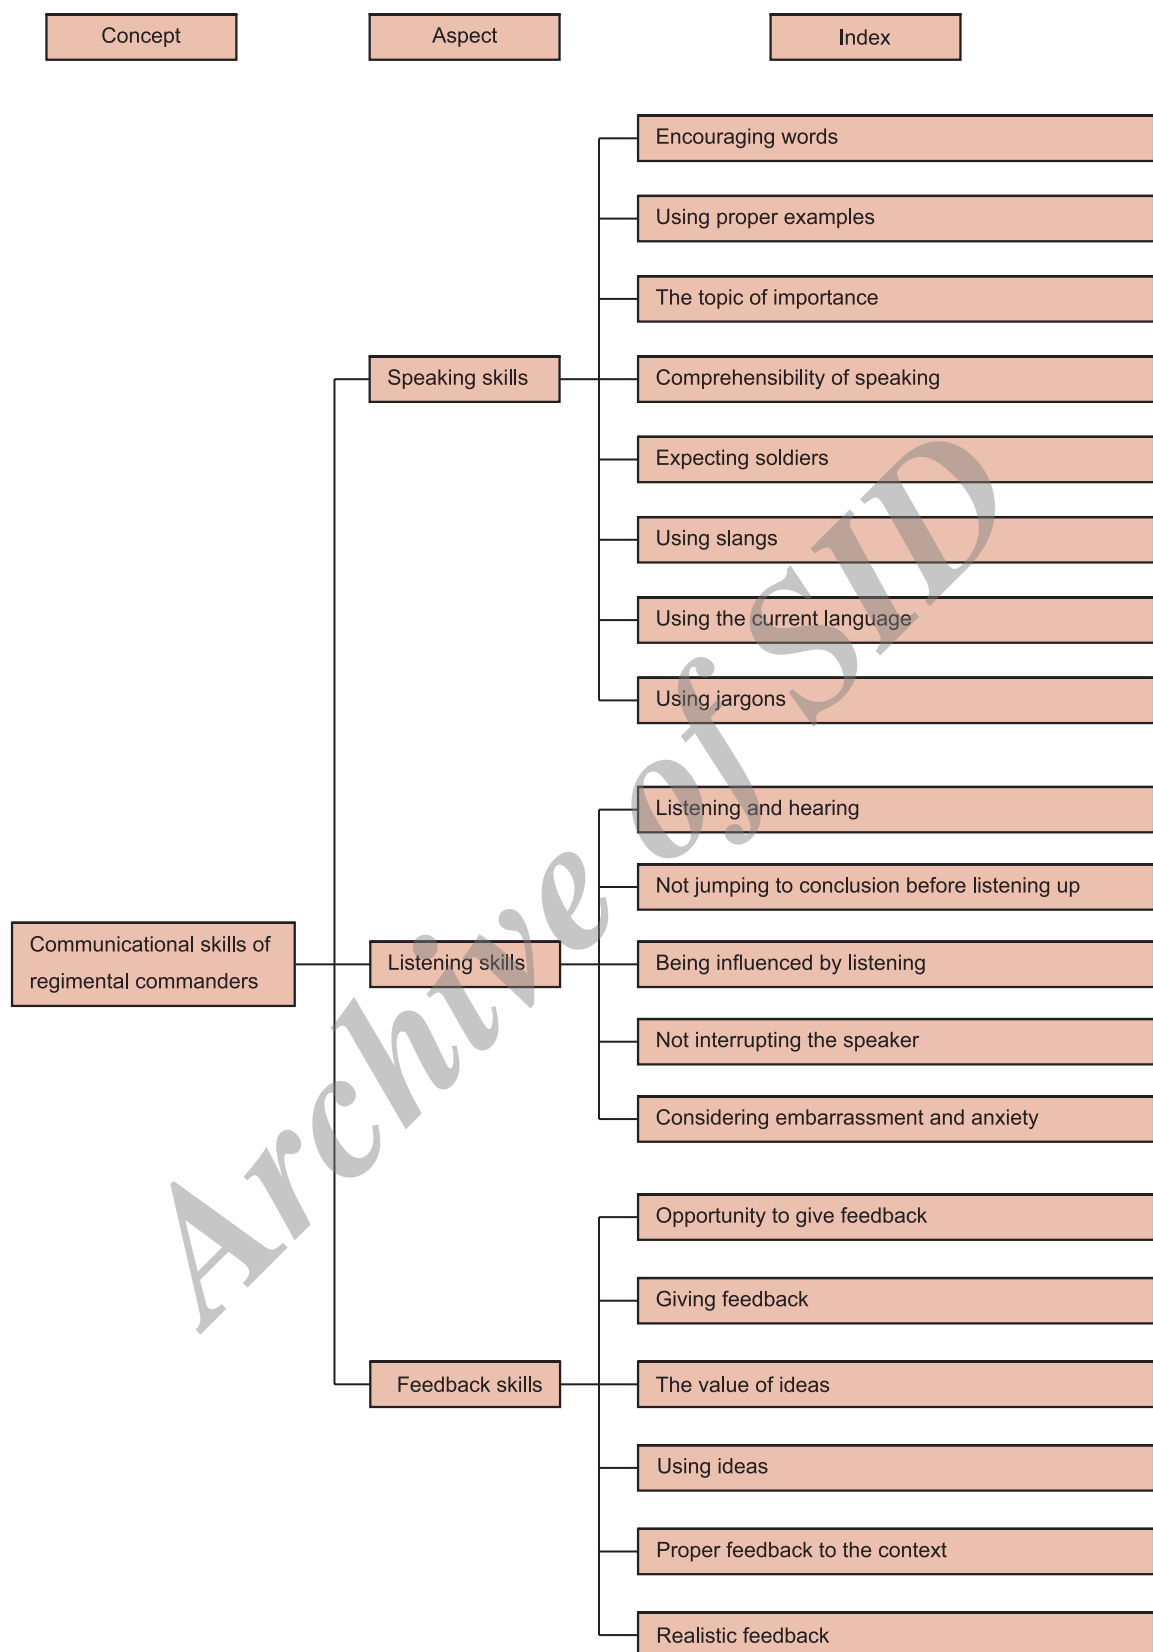 Concept
Aspect
Index
Encouraging words
Using proper examples
The topic of importance
Speaking skills
Comprehensibility of speaking
Expecting soldiers
Using slangs
Using the current language
Using jargons
Listening and hearing
Not jumping to conclusion before listening up
Communicational skills of
regimental commanders
Listening skills
Being influenced by listening
Not interrupting the speaker
Considering embarrassment and anxiety
Opportunity to give feedback
Giving feedback
Feedback skills
The value of ideas
Using ideas
Proper feedback to the context
Realistic feedback
Archive of SID